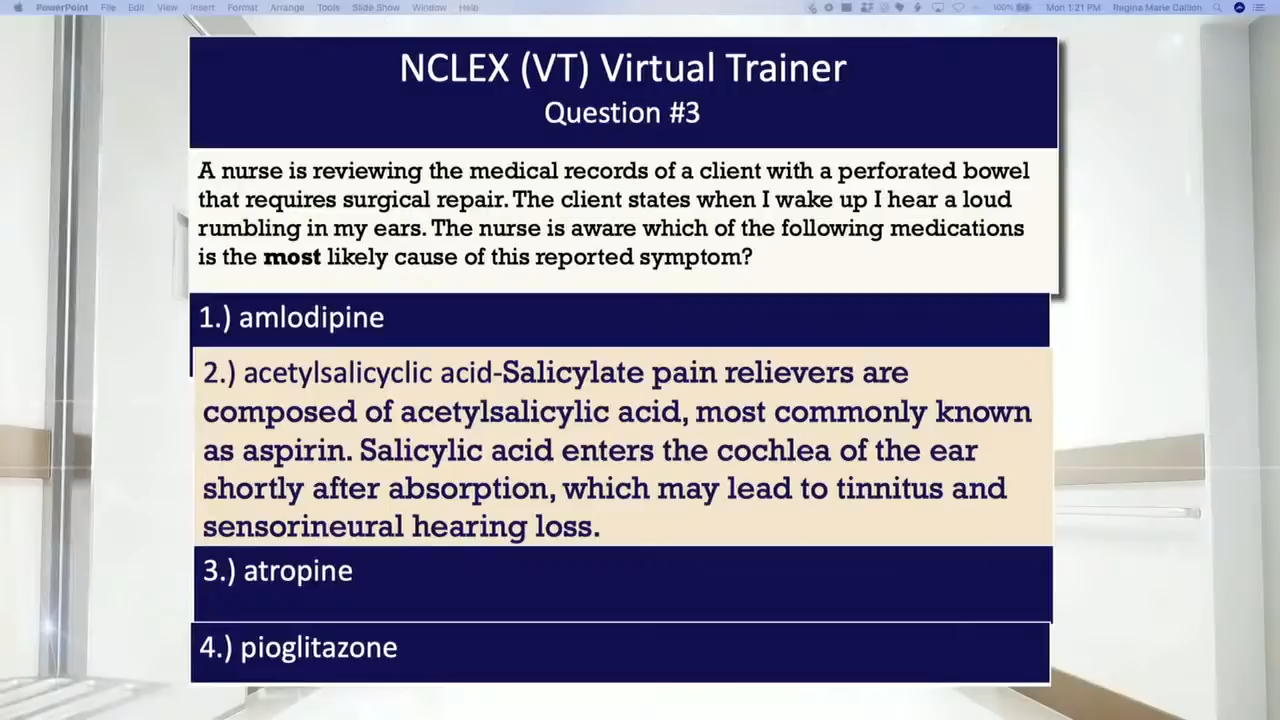 PowerPoint File Edit View Insert Format Arrange Tools Slide Show Window Help 100% Mon 1:21 PM Regina Marie Callion
NCLEX (VT) Virtual Trainer
Question #3
A nurse is reviewing the medical records of a client with a perforated bowel
that requires surgical repair. The client states when I wake up I hear a loud
rumbling in my ears. The nurse is aware which of the following medications
is the most likely cause of this reported symptom?
1.) amlodipine
2.) acetylsalicyclic acid-Salicylate pain relievers are
composed of acetylsalicylic acid, most commonly known
as aspirin. Salicylic acid enters the cochlea of the ear
shortly after absorption, which may lead to tinnitus and
sensorineural hearing loss.
3.) atropine
4.) pioglitazone